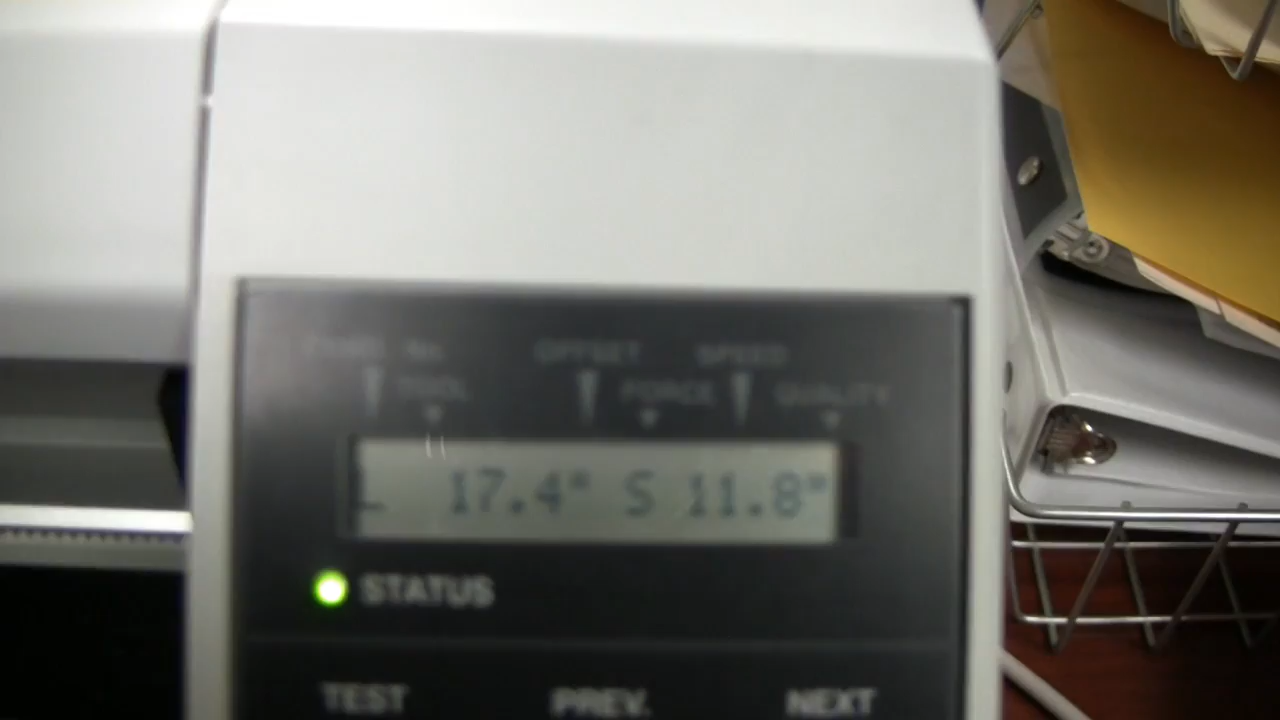 OFFSET SPEED
TOOL FORCE QUALITY
L 17.4" S 11.8"
STATUS
TEST PREV. NEXT